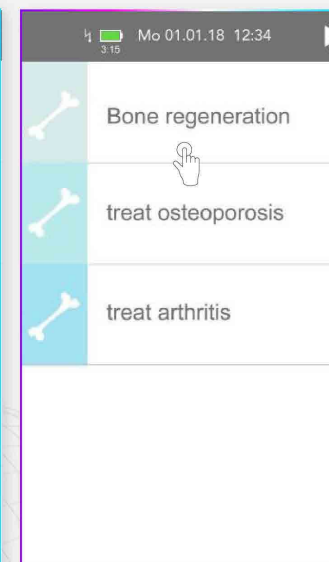 3:15 Mo 01.01.18 12:34
Bone regeneration
treat osteoporosis
treat arthritis